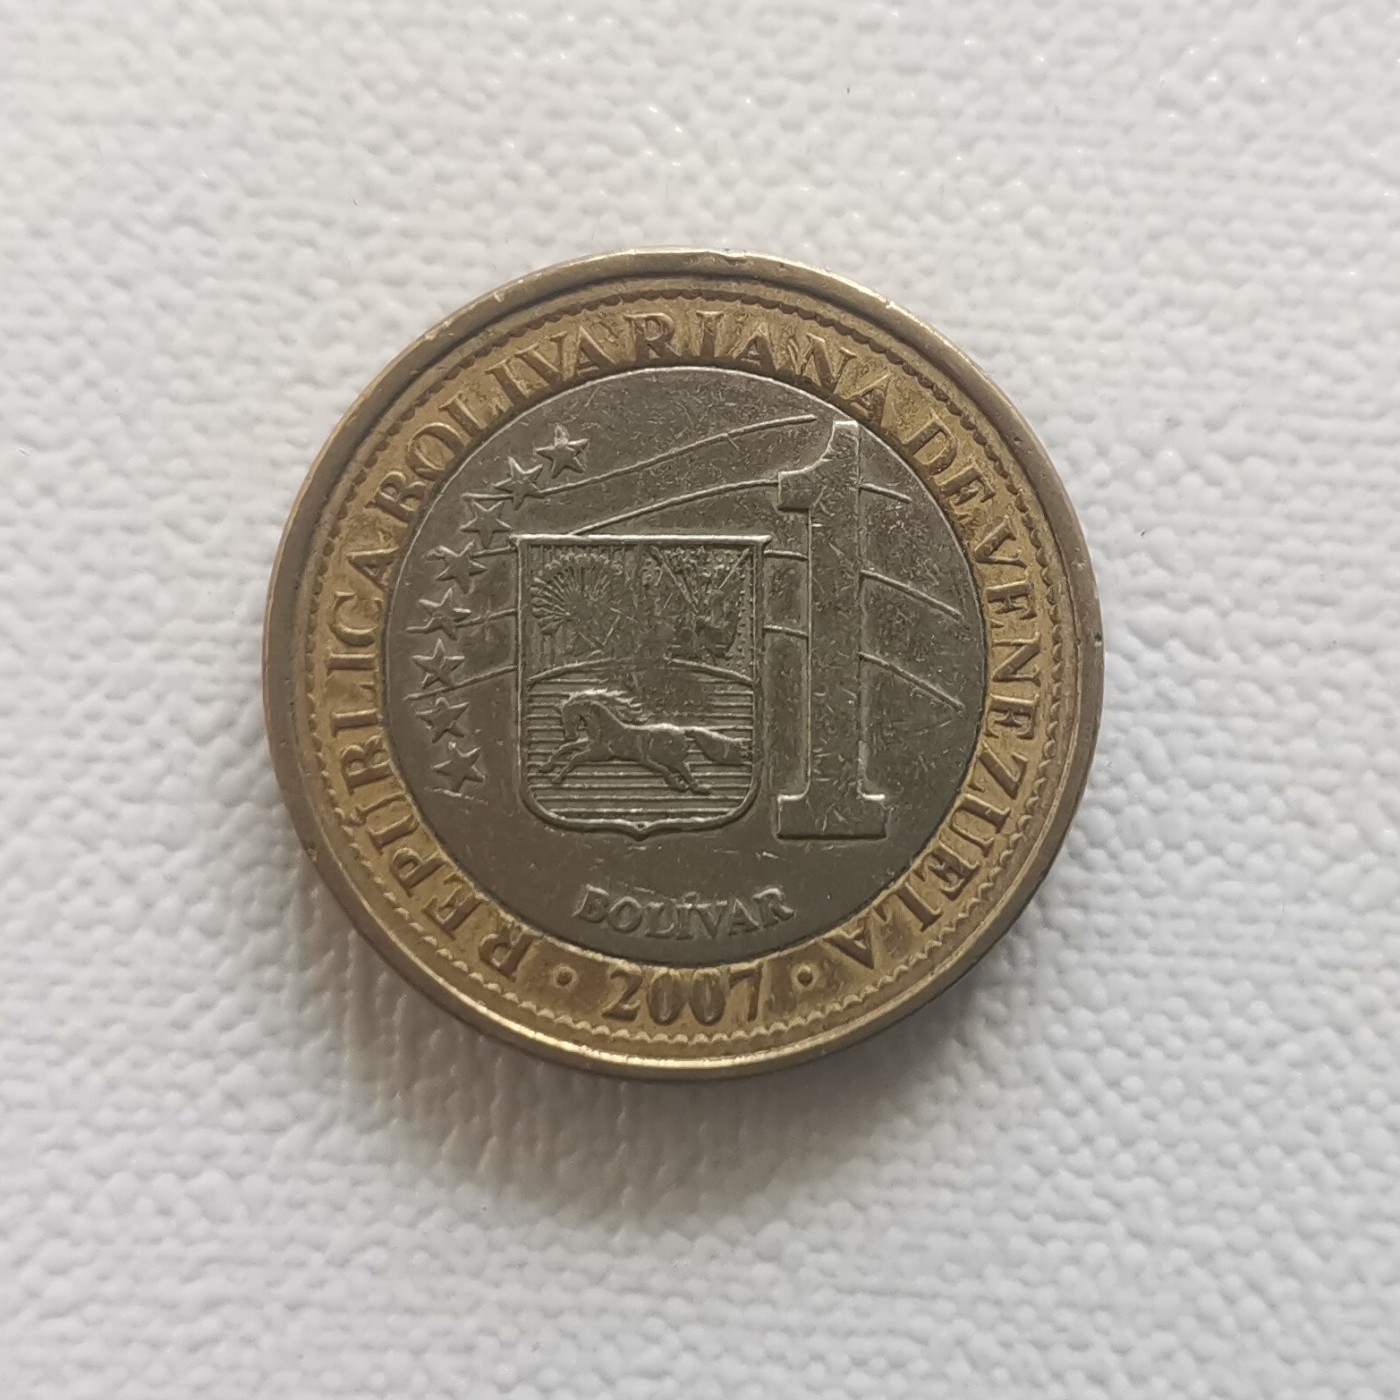 REPÚBLICA BOLIVARIANA DE VENEZUELA
1
BOLÍVAR
• 2007 •